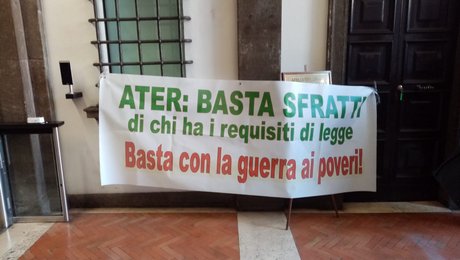 ATER: BASTA SFRATTI
di chi ha i requisiti di legge
Basta con la guerra ai poveri!